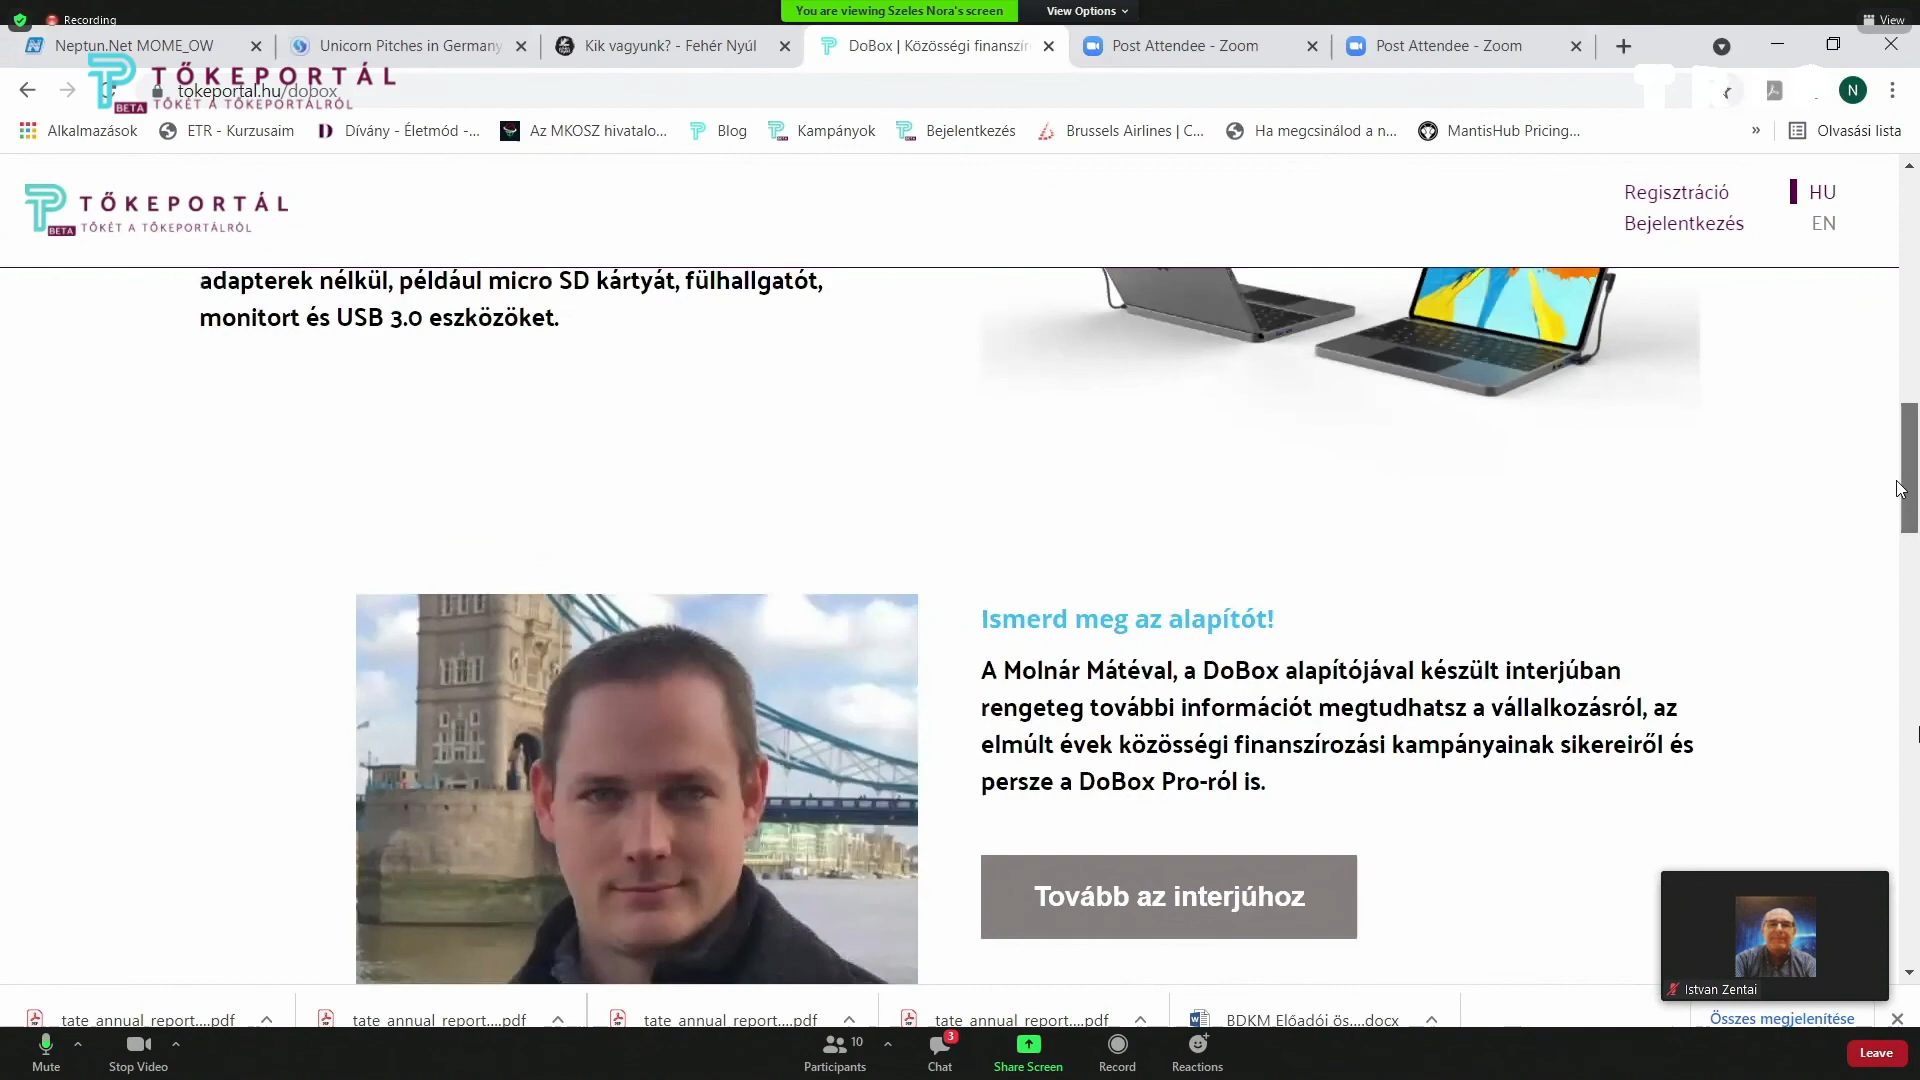 Recording
You are viewing Szeles Nora's screen
View Options
View
Neptun.Net MOME_OW
Unicorn Pitches in Germany
Kik vagyunk? - Fehér Nyúl
DoBox | Közösségi finanszír
Post Attendee - Zoom
Post Attendee - Zoom
TŐKEPORTÁL
BETA TŐKÉT A TŐKEPORTÁLRÓL
tokeportal.hu/dobox
N
Alkalmazások
ETR - Kurzusaim
Dívány - Életmód -...
Az MKOSZ hivatalo...
Blog
Kampányok
Bejelentkezés
Brussels Airlines | C...
Ha megcsinálod a n...
MantisHub Pricing...
»
Olvasási lista
TŐKEPORTÁL
BETA TŐKÉT A TŐKEPORTÁLRÓL
Regisztráció
HU
Bejelentkezés
EN
adapterek nélkül, például micro SD kártyát, fülhallgatót,
monitort és USB 3.0 eszközöket.
Ismerd meg az alapítót!
A Molnár Mátéval, a DoBox alapítójával készült interjúban
rengeteg további információt megtudhatsz a vállalkozásról, az
elmúlt évek közösségi finanszírozási kampányainak sikereiről és
persze a DoBox Pro-ról is.
Tovább az interjúhoz
Istvan Zentai
tate_annual_report....pdf
tate_annual_report....pdf
tate_annual_report....pdf
tate_annual_report....pdf
BDKM Előadói ös....docx
Összes megjelenítése
Mute
Stop Video
10
Participants
3
Chat
Share Screen
Record
Reactions
Leave